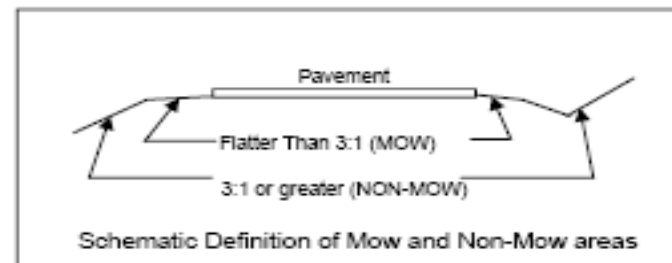 Pavement
Flatter Than 3:1 (MOW)
3:1 or greater (NON-MOW)
Schematic Definition of Mow and Non-Mow areas